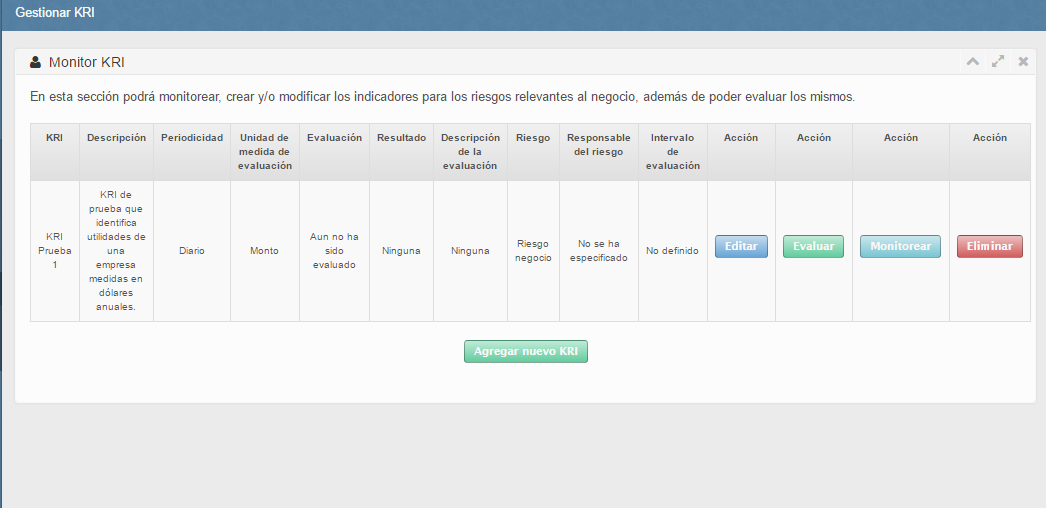 Gestionar KRI
Monitor KRI
En esta sección podrá monitorear, crear y/o modificar los indicadores para los riesgos relevantes al negocio, además de poder evaluar los mismos.
KRI
Descripción
Periodicidad
Unidad de
medida de
evaluación
Evaluación
Resultado
Descripción
de la
evaluación
Riesgo
Responsable
del riesgo
Intervalo
de
evaluación
Acción
Acción
Acción
Acción
KRI
Prueba
1
KRI de
prueba que
identifica
utilidades de
una
empresa
medidas en
dólares
anuales.
Diario
Monto
Aun no ha
sido
evaluado
Ninguna
Ninguna
Riesgo
negocio
No se ha
especificado
No definido
Editar
Evaluar
Monitorear
Eliminar
Agregar nuevo KRI